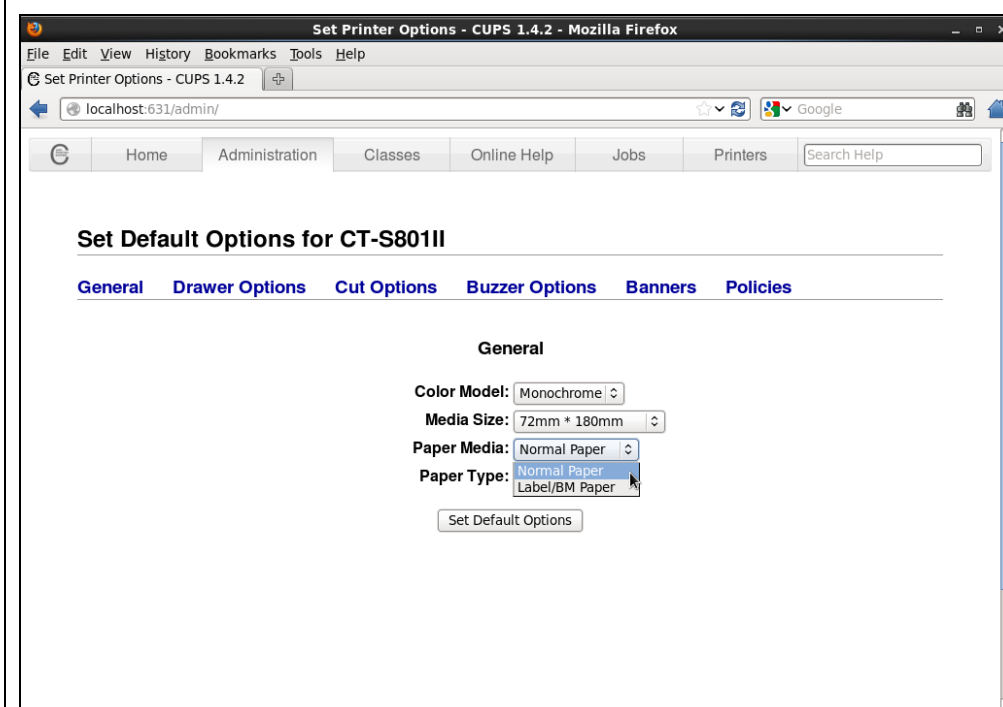 Set Printer Options - CUPS 1.4.2 - Mozilla Firefox
File Edit View History Bookmarks Tools Help
Set Printer Options - CUPS 1.4.2
localhost:631/admin/ Google
Home Administration Classes Online Help Jobs Printers Search Help
Set Default Options for CT-S801II
General Drawer Options Cut Options Buzzer Options Banners Policies
General
Color Model: Monochrome
Media Size: 72mm * 180mm
Paper Media: Normal Paper
Paper Type: Normal Paper
Label/BM Paper
Set Default Options